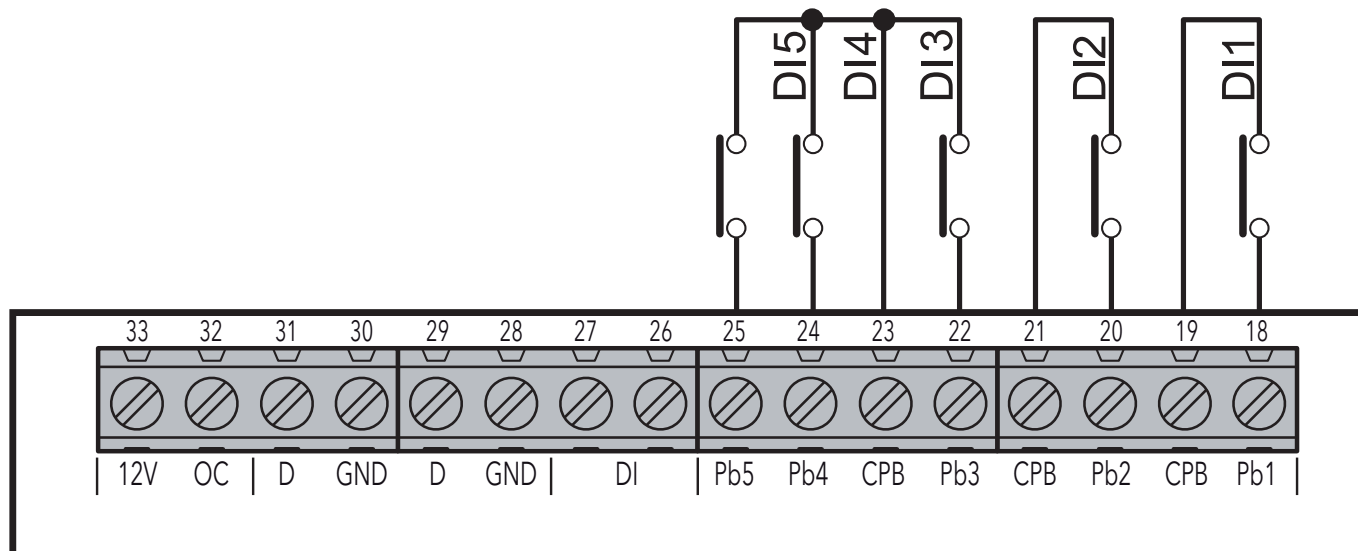 DI5 DI4 DI3 DI2 DI1
33 32 31 30 29 28 27 26 25 24 23 22 21 20 19 18
12V OC D GND D GND DI Pb5 Pb4 CPB Pb3 CPB Pb2 CPB Pb1